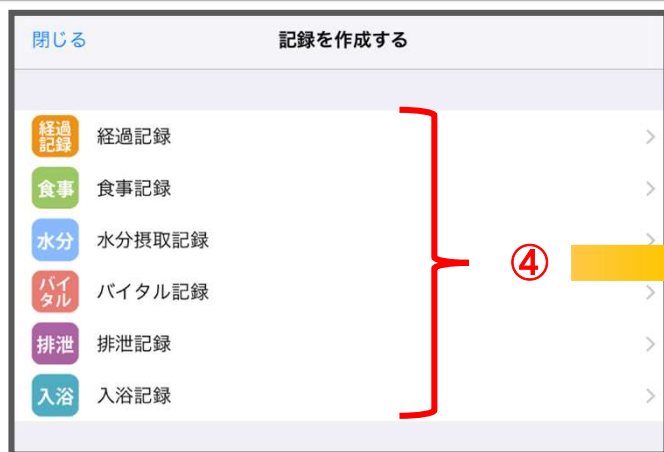 閉じる 記録を作成する
経過
記録 経過記録
食事 食事記録
水分 水分摂取記録
④
バイ
タル バイタル記録
排泄 排泄記録
入浴 入浴記録